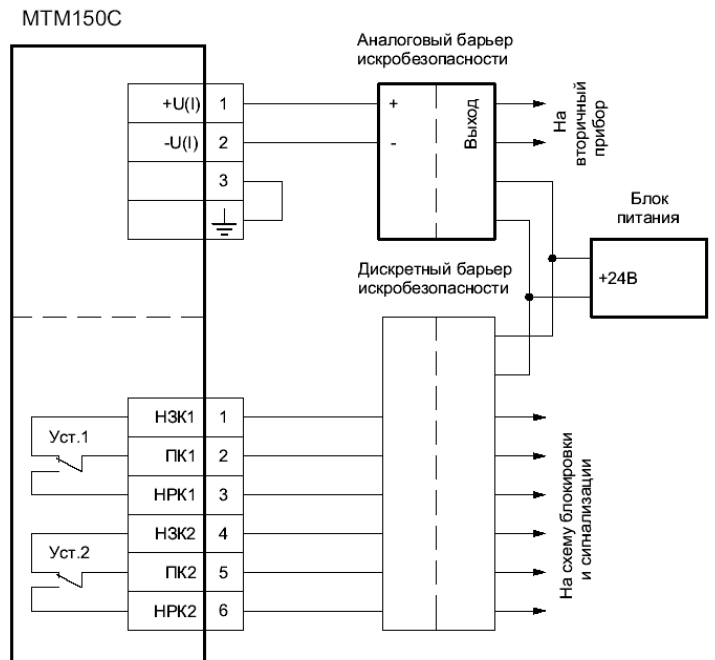 МТМ150С
Аналоговый барьер
искробезопасности
+U(I) 1
-U(I) 2
3
+
-
Выход
На
вторичный
прибор
Блок
питания
+24В
Дискретный барьер
искробезопасности
Уст.1
НЗК1 1
ПК1 2
НРК1 3
Уст.2
НЗК2 4
ПК2 5
НРК2 6
На схему блокировки
и сигнализации